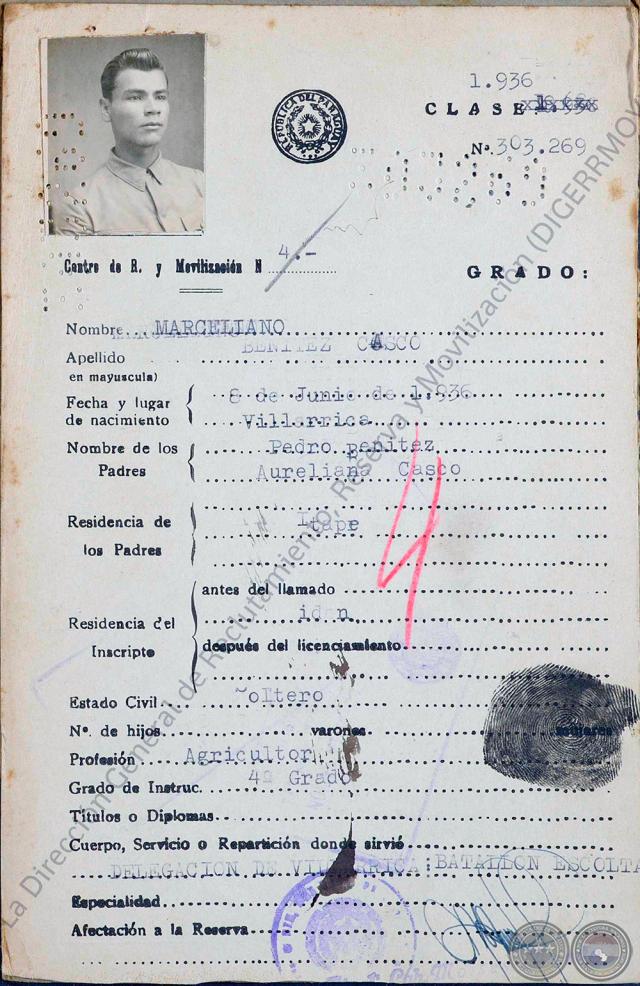 1.936
CLASE
Nº 303.269
REPUBLICA DEL PARAGUAY
Centro de R. y Movilización N 4.-
GRADO:
Nombre MARCELIANO
BENITEZ CASCO
Apellido
en mayuscula)
8 de Junio de 1.936
Fecha y lugar
de nacimiento
Villarrica
Nombre de los
Padres
Pedro Benitez
Aureliana Casco
Residencia de
los Padres
Itape
antes del llamado
idan
Residencia del
Inscripto
después del licenciamiento
Estado Civil oltero
Nº. de hijos varones mujeres
Profesión Agricultor
Grado de Instruc. 4º Grado
Títulos o Diplomas
Cuerpo, Servicio o Repartición donde sirvió
DELEGACION DE VILLARRICA: BATALLON ESCOLTA
Especialidad
Afectación a la Reserva
4
La Dirección General de Reclutamiento, Reserva y Movilización (DIGERRMOV